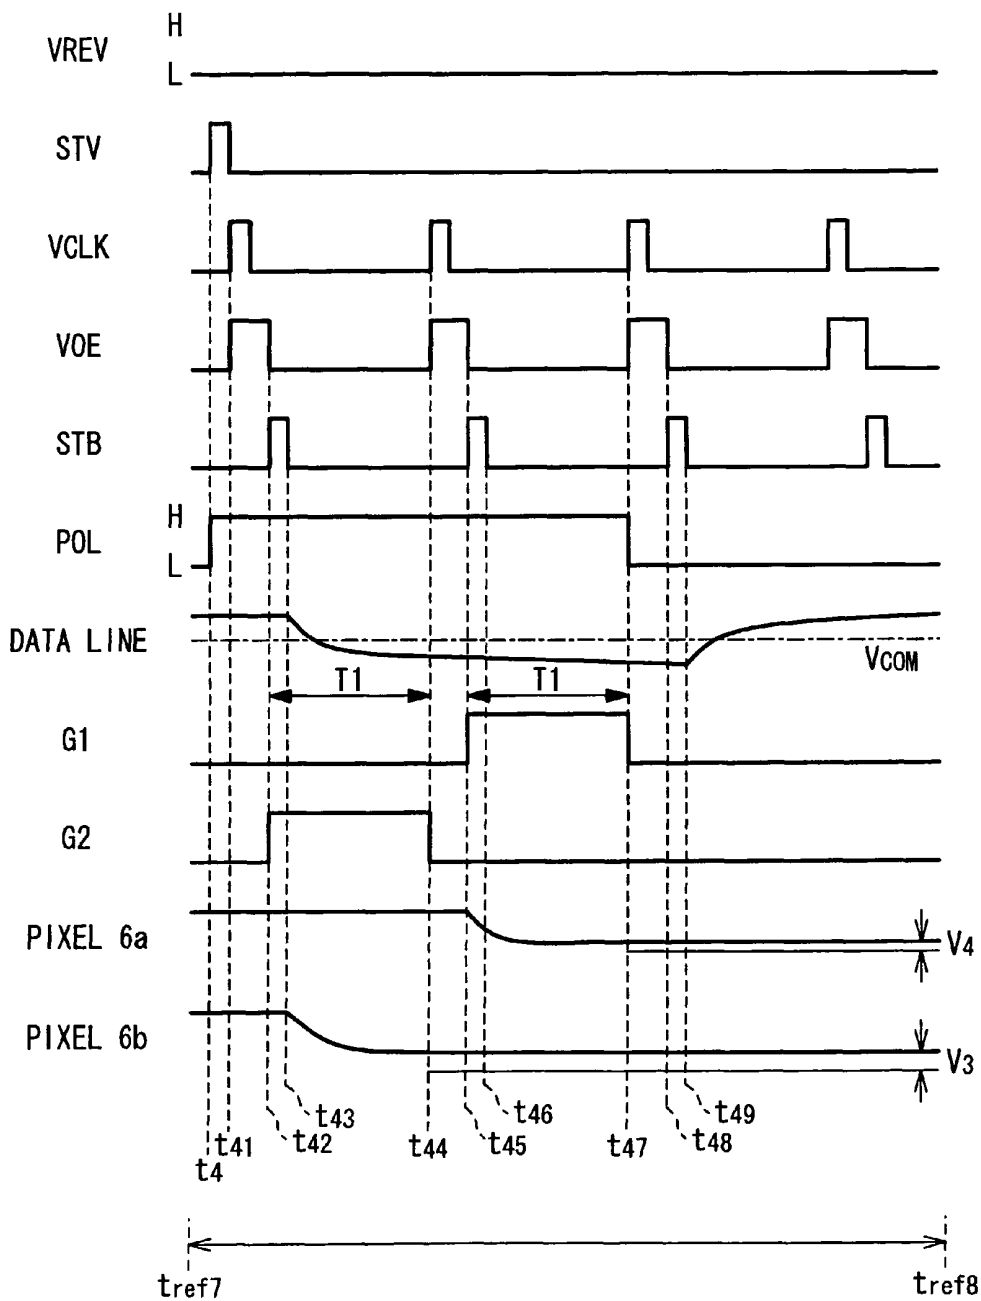 VREV H
L
STV
VCLK
VOE
STB
POL H
L
DATA LINE
VCOM
T1 T1
G1
G2
PIXEL 6a V4
PIXEL 6b V3
t43 t46 t49
t41 t42 t44 t45 t47 t48
t4
tref7 tref8